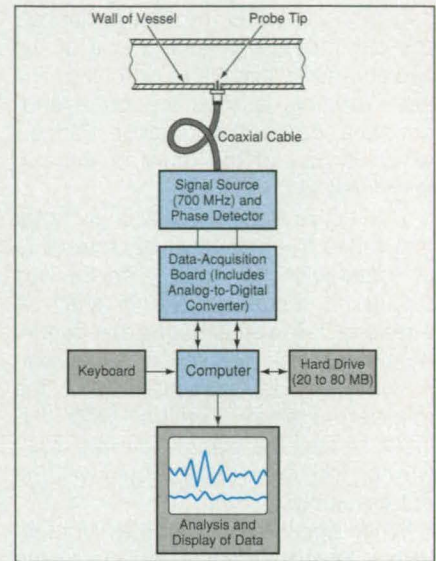 Wall of Vessel
Probe Tip
Coaxial Cable
Signal Source
(700 MHz) and
Phase Detector
Data-Acquisition
Board (Includes
Analog-to-Digital
Converter)
Keyboard
Computer
Hard Drive
(20 to 80 MB)
Analysis and
Display of Data